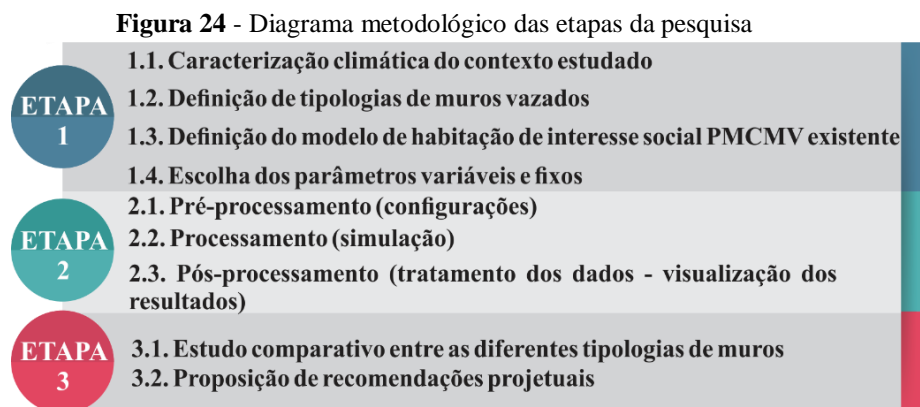 Figura 24 - Diagrama metodológico das etapas da pesquisa
ETAPA
1
1.1. Caracterização climática do contexto estudado
1.2. Definição de tipologias de muros vazados
1.3. Definição do modelo de habitação de interesse social PMCMV existente
1.4. Escolha dos parâmetros variáveis e fixos
ETAPA
2
2.1. Pré-processamento (configurações)
2.2. Processamento (simulação)
2.3. Pós-processamento (tratamento dos dados - visualização dos
resultados)
ETAPA
3
3.1. Estudo comparativo entre as diferentes tipologias de muros
3.2. Proposição de recomendações projetuais